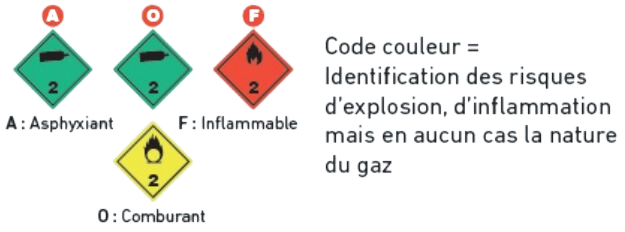 A O F
2 2 2
A : Asphyxiant F : Inflammable
2
O : Comburant
Code couleur =
Identification des risques
d'explosion, d'inflammation
mais en aucun cas la nature
du gaz